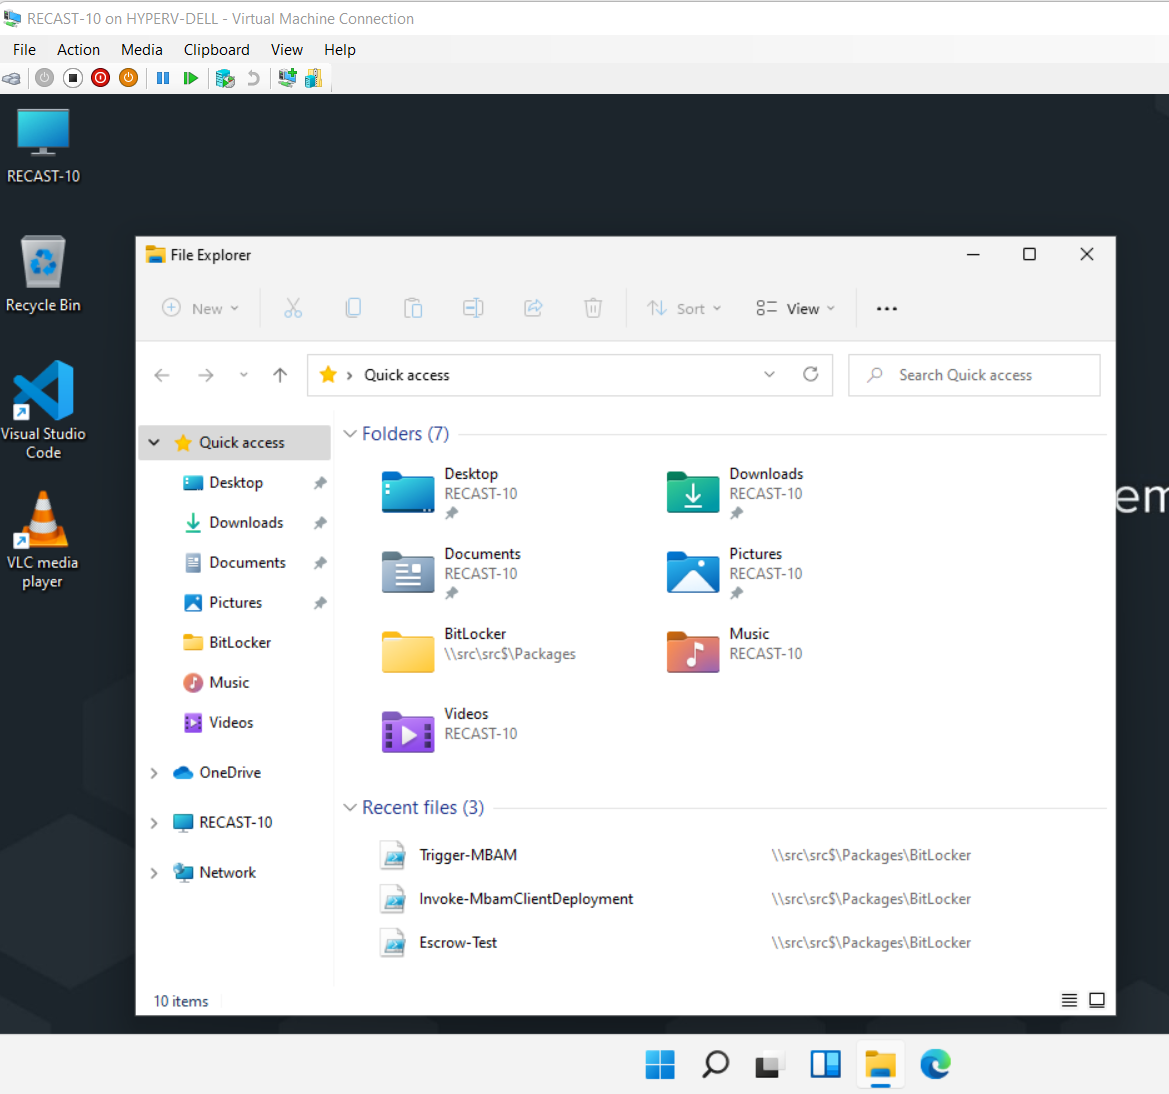 RECAST-10 on HYPERV-DELL - Virtual Machine Connection
File Action Media Clipboard View Help
RECAST-10
Recycle Bin
Visual Studio
Code
VLC media
player
File Explorer
New Sort View
Quick access
Search Quick access
Quick access
Desktop
Downloads
Documents
Pictures
BitLocker
Music
Videos
OneDrive
RECAST-10
Network
Folders (7)
Desktop
RECAST-10
Downloads
RECAST-10
Documents
RECAST-10
Pictures
RECAST-10
BitLocker
\\src\src$\Packages
Music
RECAST-10
Videos
RECAST-10
Recent files (3)
Trigger-MBAM \\src\src$\Packages\BitLocker
Invoke-MbamClientDeployment \\src\src$\Packages\BitLocker
Escrow-Test \\src\src$\Packages\BitLocker
10 items